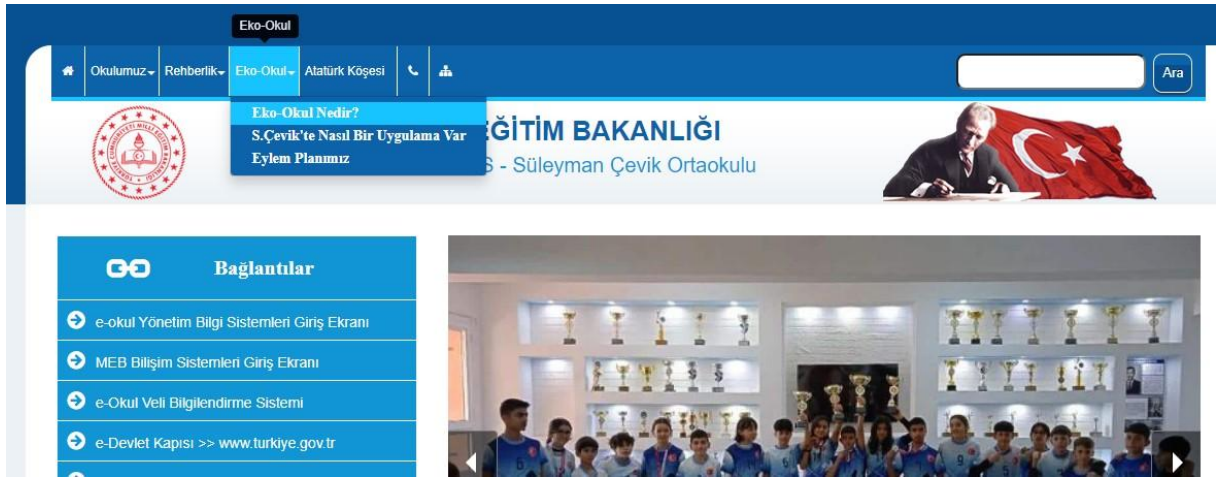 Eko-Okul
Okulumuz Rehberlik Eko-Okul Atatürk Köşesi Ara
Eko-Okul Nedir?
S.Çevik'te Nasıl Bir Uygulama Var
Eylem Planımız
ĞİTİM BAKANLIĞI
- Süleyman Çevik Ortaokulu
Bağlantılar
e-okul Yönetim Bilgi Sistemleri Giriş Ekranı
MEB Bilişim Sistemleri Giriş Ekranı
e-Okul Veli Bilgilendirme Sistemi
e-Devlet Kapısı >> www.turkiye.gov.tr